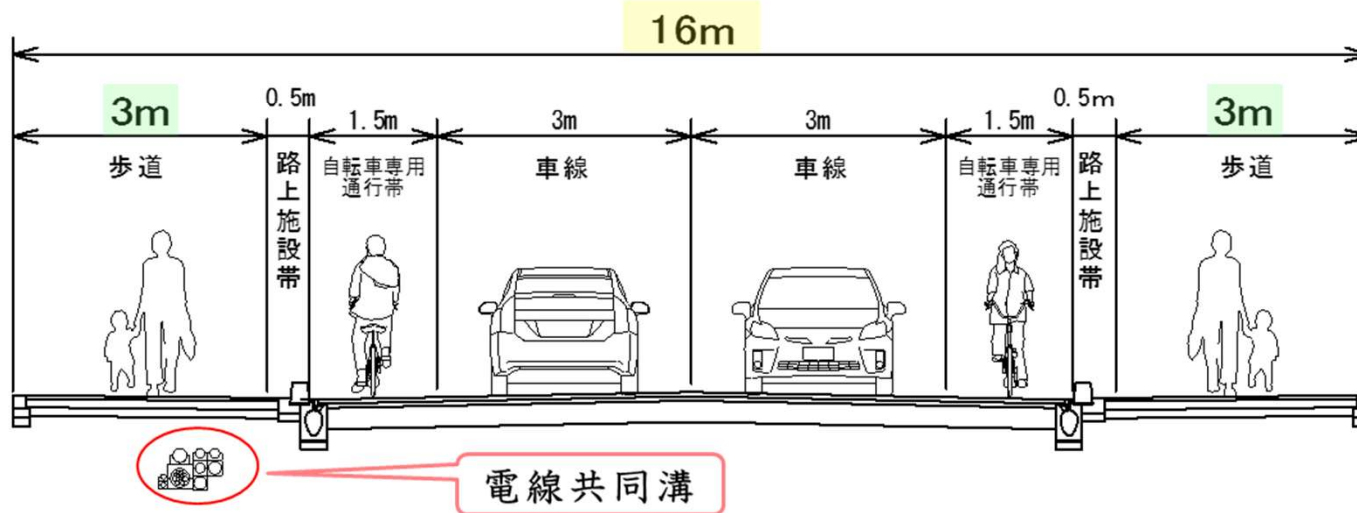 16m
3m
0.5m
1.5m
3m
3m
1.5m
0.5m
3m
歩道
路上施設帯
自転車専用
通行帯
車線
車線
自転車専用
通行帯
路上施設帯
歩道
電線共同溝